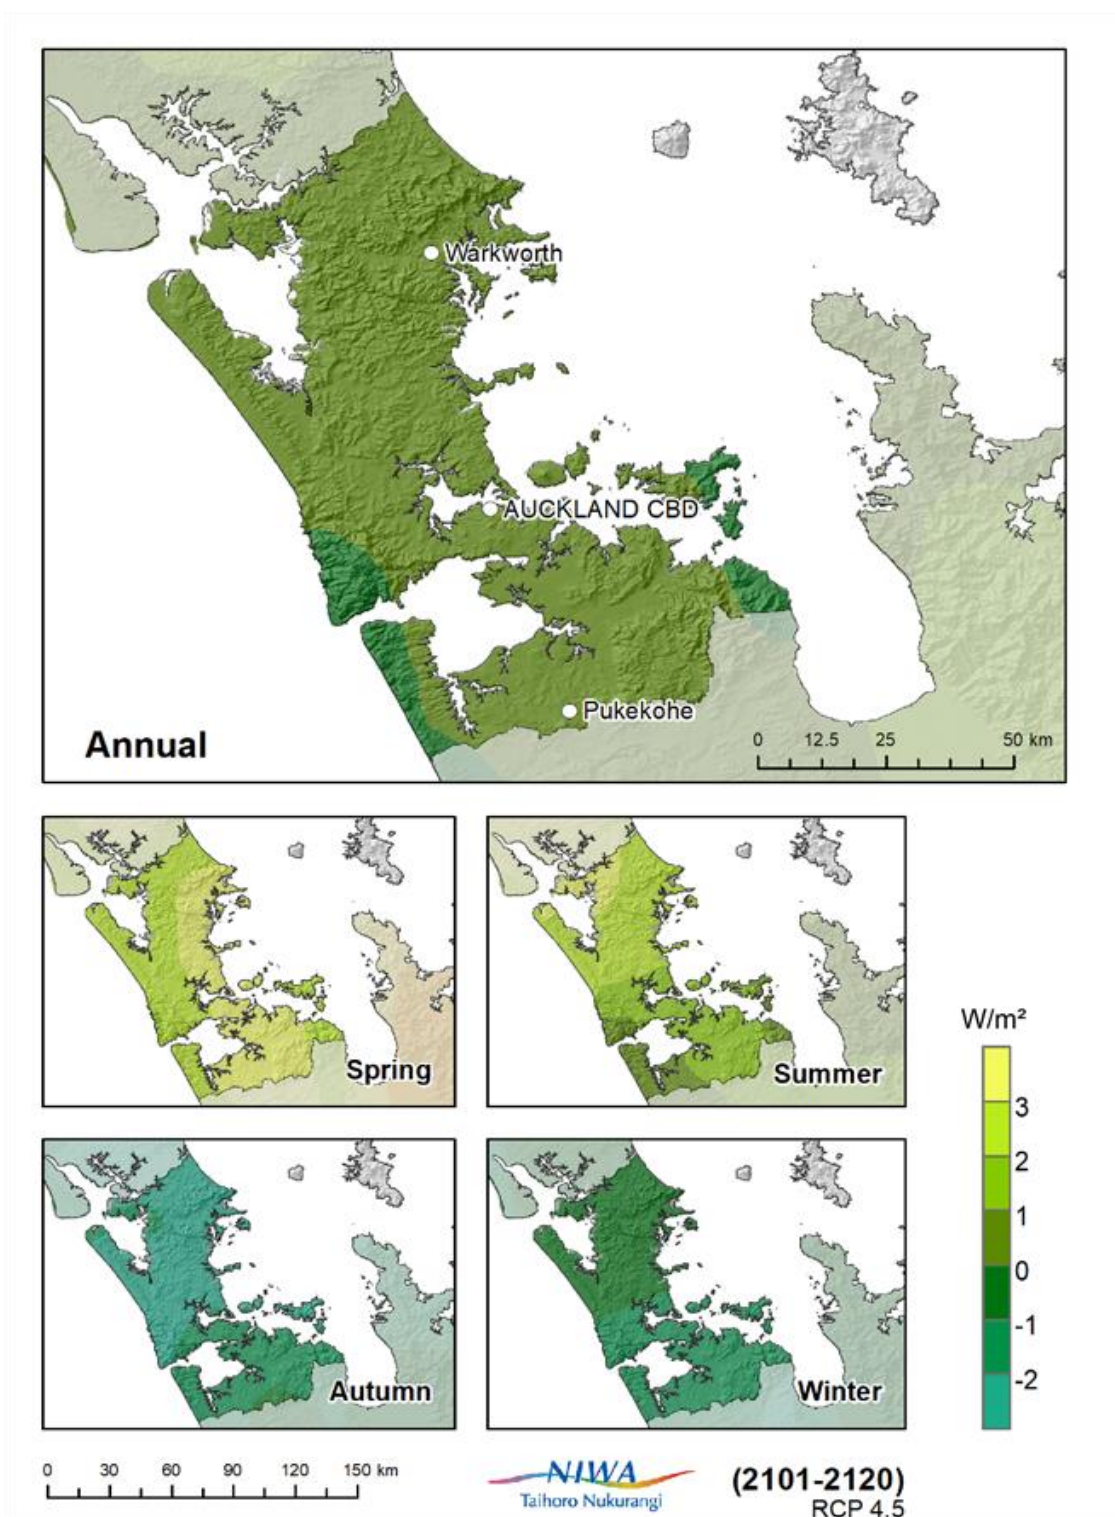 Warkworth
AUCKLAND CBD
Pukekohe
Annual
0 12.5 25 50 km
Spring
Summer
W/m²
3
2
1
0
-1
-2
Autumn
Winter
0 30 60 90 120 150 km
NIWA
Taihoro Nukurangi
(2101-2120)
RCP 4.5